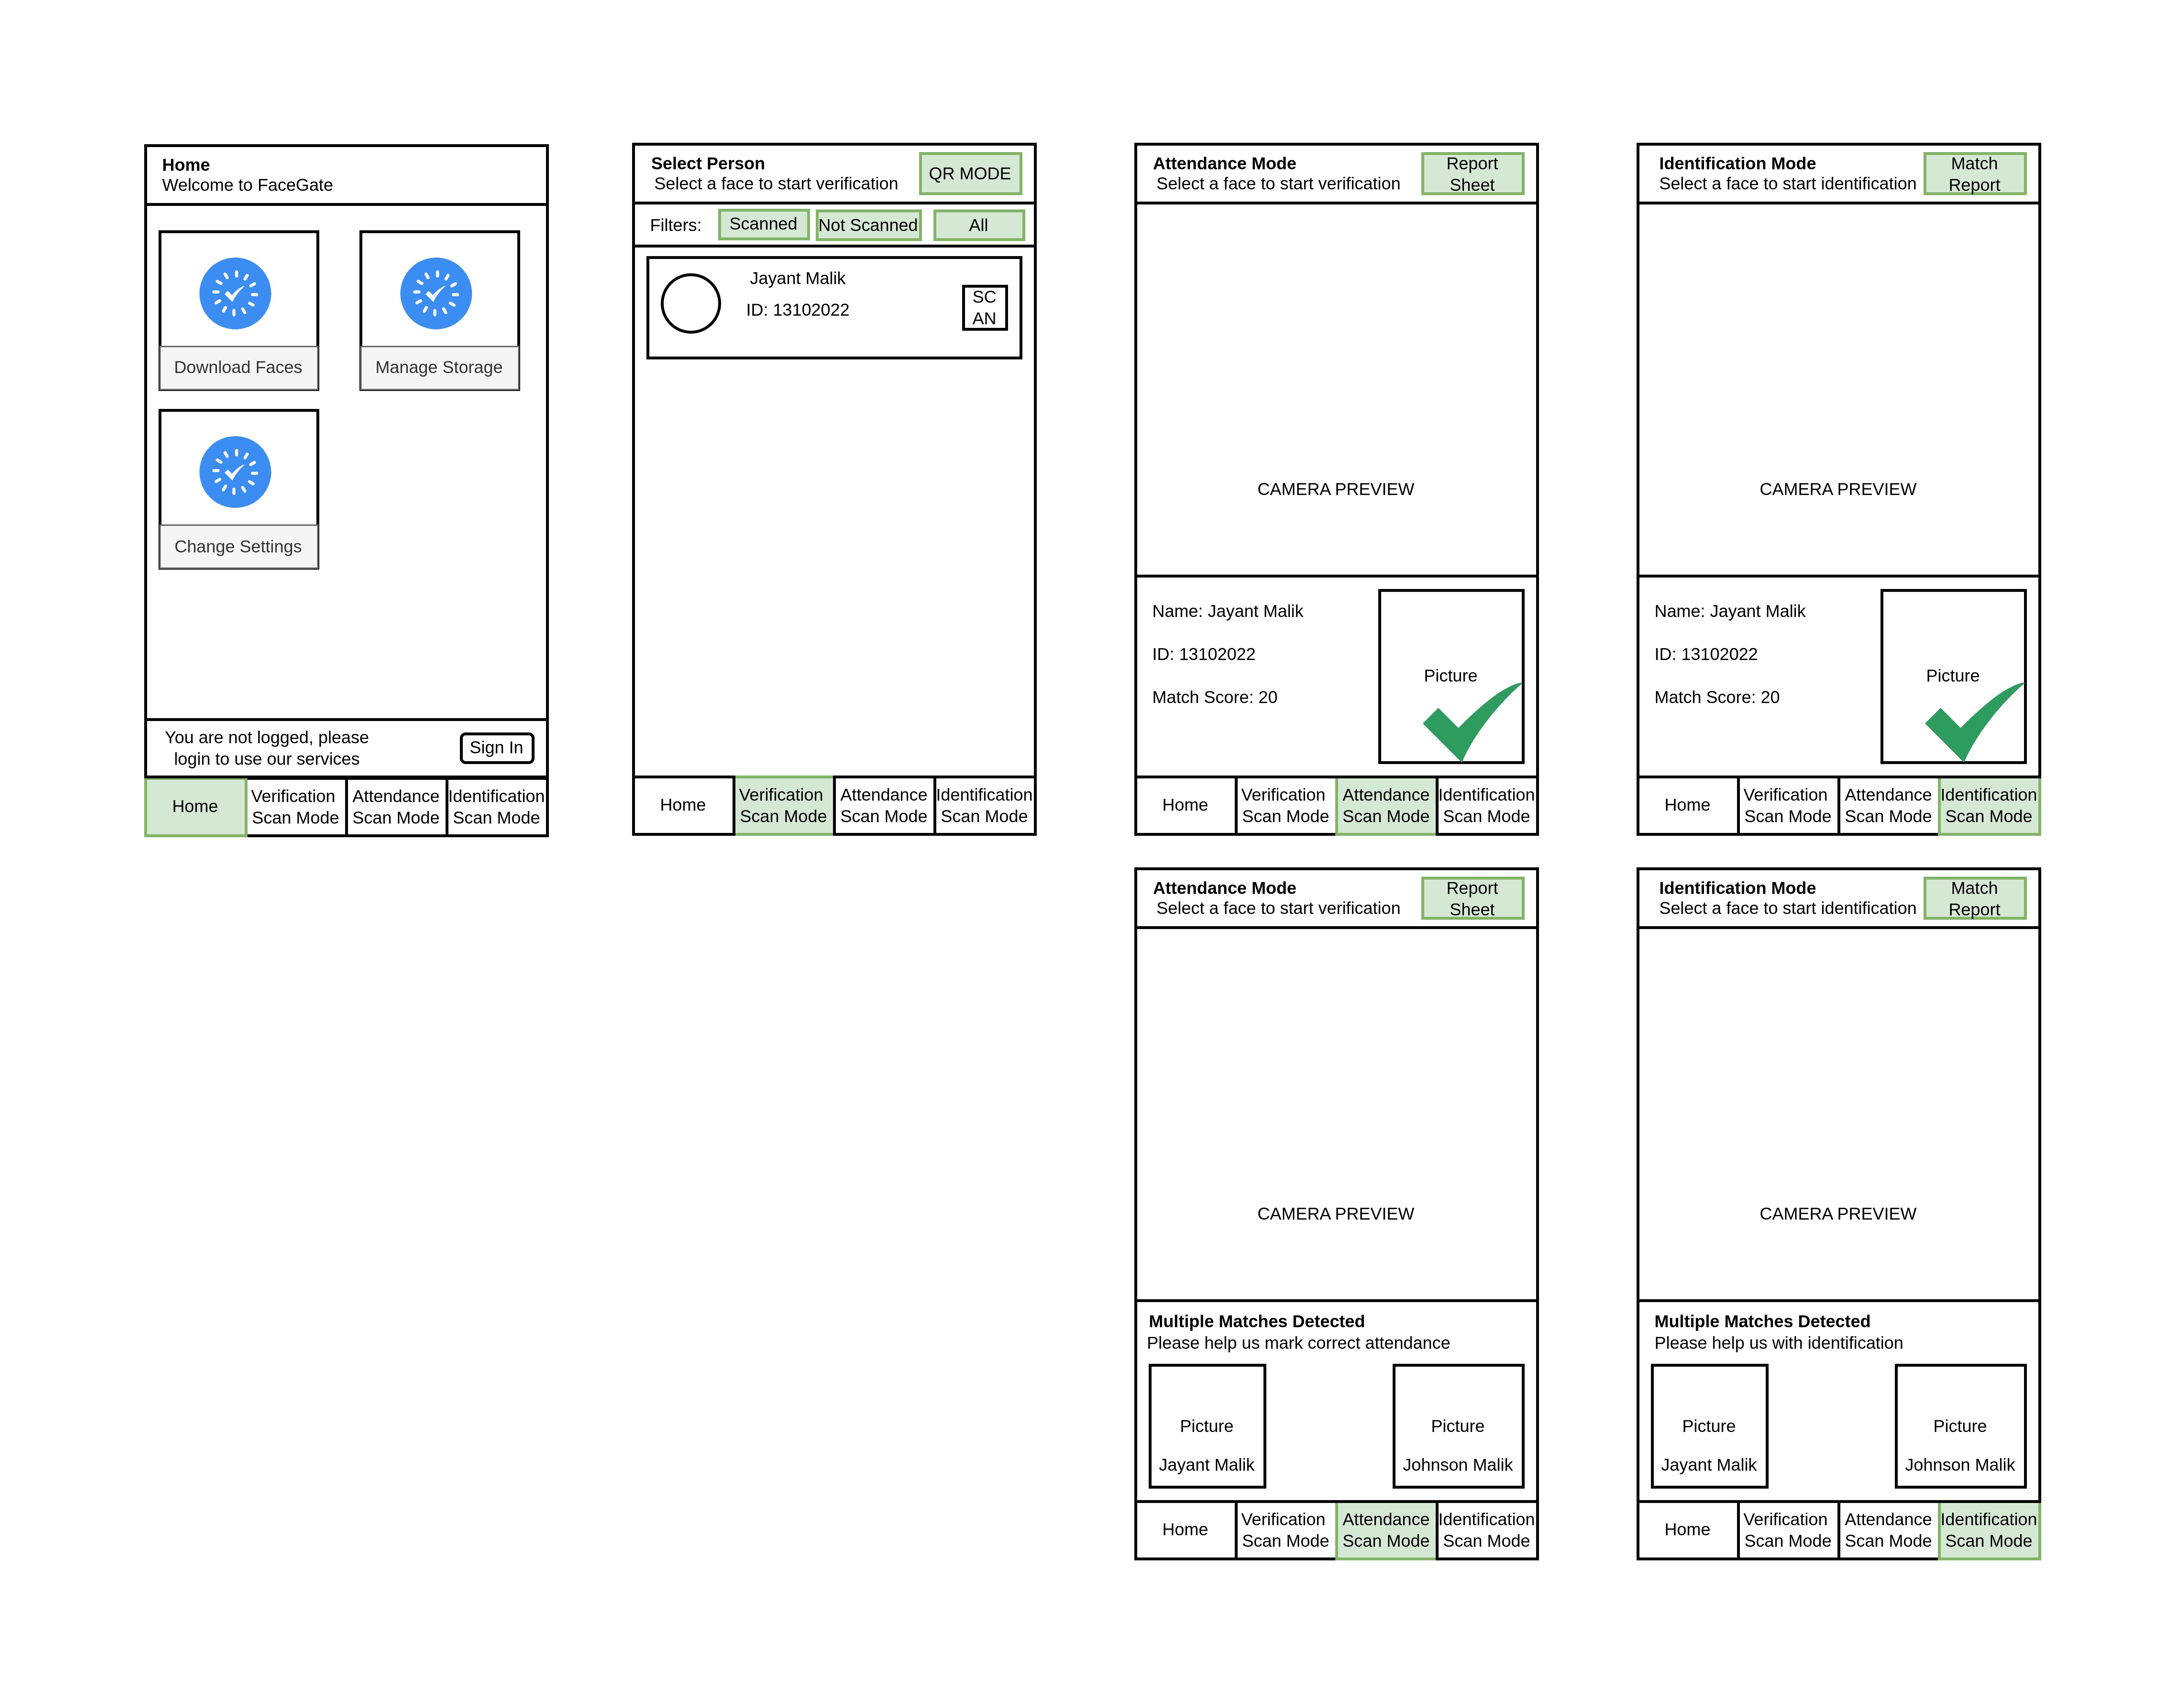 Home
Welcome to FaceGate
Download Faces
Manage Storage
Change Settings
You are not logged, please
login to use our services
Sign In
Home
Verification
Scan Mode
Attendance
Scan Mode
Identification
Scan Mode
Select Person
Select a face to start verification
QR MODE
Filters:
Scanned
Not Scanned
All
Jayant Malik
ID: 13102022
SC
AN
Home
Verification
Scan Mode
Attendance
Scan Mode
Identification
Scan Mode
Attendance Mode
Select a face to start verification
Report
Sheet
CAMERA PREVIEW
Name: Jayant Malik
ID: 13102022
Match Score: 20
Picture
Home
Verification
Scan Mode
Attendance
Scan Mode
Identification
Scan Mode
Identification Mode
Select a face to start identification
Match
Report
CAMERA PREVIEW
Name: Jayant Malik
ID: 13102022
Match Score: 20
Picture
Home
Verification
Scan Mode
Attendance
Scan Mode
Identification
Scan Mode
Attendance Mode
Select a face to start verification
Report
Sheet
CAMERA PREVIEW
Multiple Matches Detected
Please help us mark correct attendance
Picture
Jayant Malik
Picture
Johnson Malik
Home
Verification
Scan Mode
Attendance
Scan Mode
Identification
Scan Mode
Identification Mode
Select a face to start identification
Match
Report
CAMERA PREVIEW
Multiple Matches Detected
Please help us with identification
Picture
Jayant Malik
Picture
Johnson Malik
Home
Verification
Scan Mode
Attendance
Scan Mode
Identification
Scan Mode